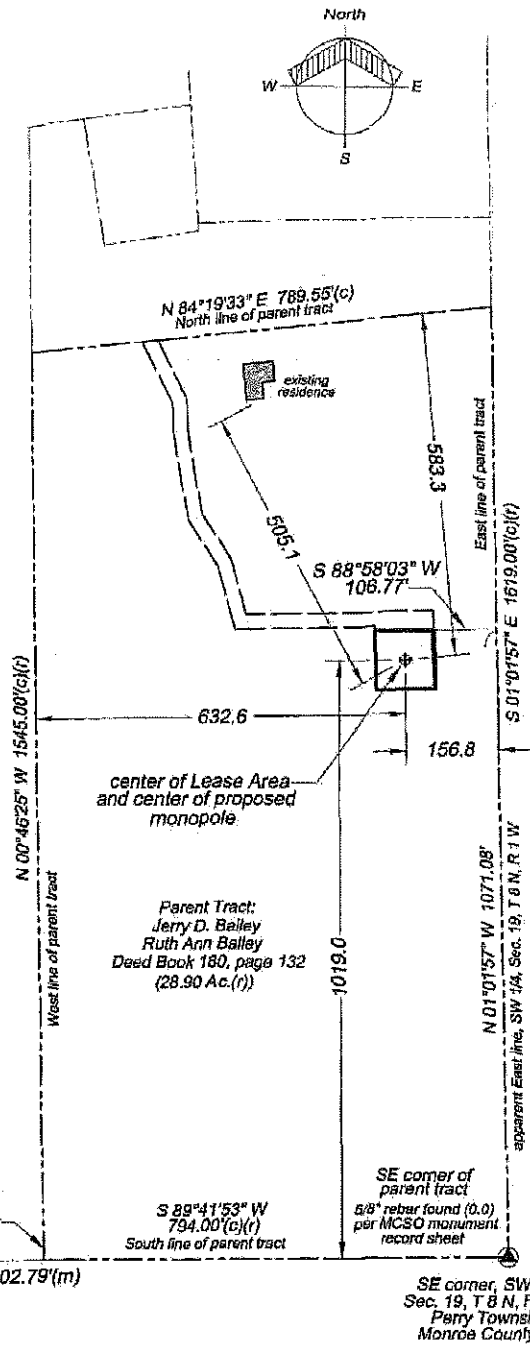 North
W
E
S
N 84°19'33" E 789.55'(c)
North line of parent tract
existing
residence
583.3
East line of parent tract
505.1
S 88°58'03" W
106.77'
S 01°01'57" E 1619.00'(c)(r)
632.6
156.8
center of Lease Area
and center of proposed
monopole
N 00°46'25" W 1545.00'(c)(r)
West line of parent tract
Parent Tract:
Jerry D. Bailey
Ruth Ann Bailey
Deed Book 180, page 132
(28.90 Ac.(r))
1019.0
N 01°01'57" W 1071.08'
apparent East line, SW 1/4, Sec. 19, T 8 N, R 1 W
SE corner of
parent tract
5/8" rebar found (0.0)
per MCSO monument
record sheet
S 89°41'53" W
794.00'(c)(r)
South line of parent tract
02.79'(m)
SE corner, SW
Sec. 19, T 8 N,
Perry Townsh
Monroe County